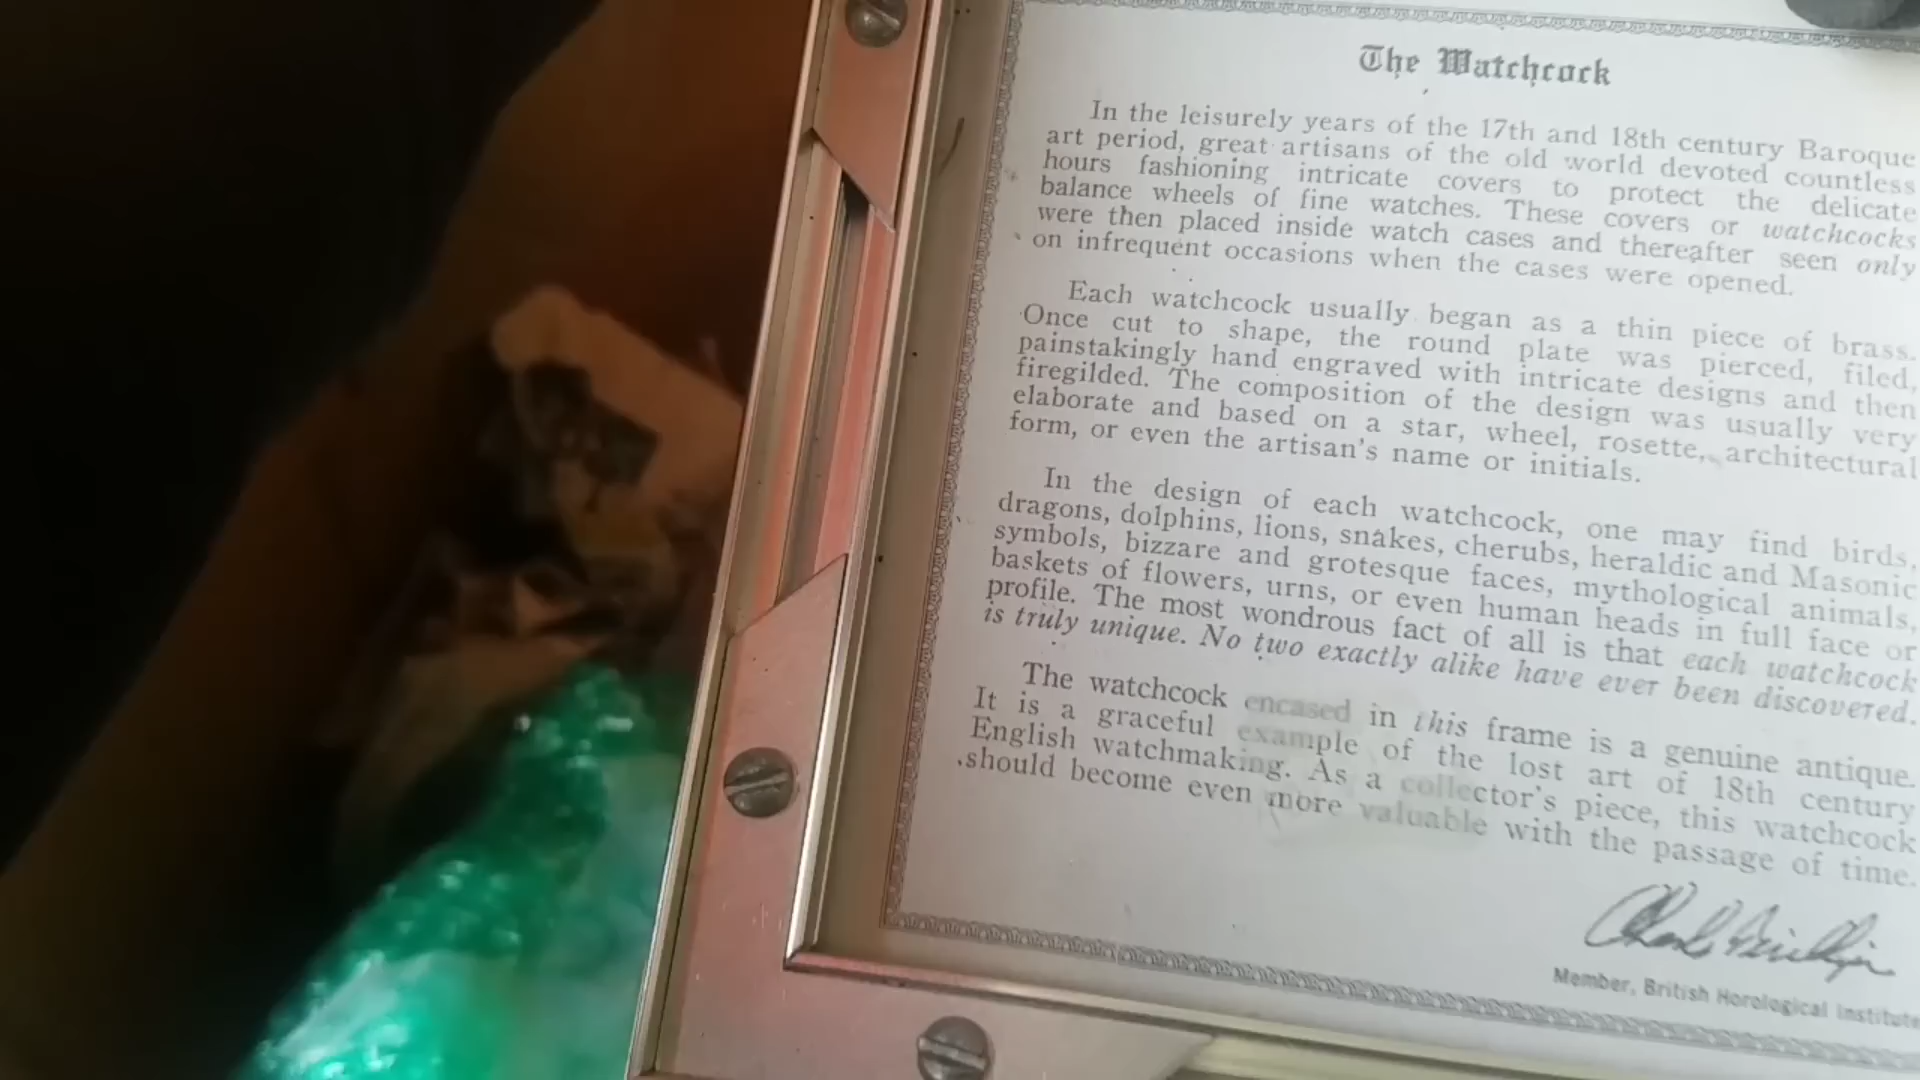 The Watchcock
In the leisurely years of the 17th and 18th century Baroque
art period, great artisans of the old world devoted countless
hours fashioning intricate covers to protect the delicate
balance wheels of fine watches. These covers or watchcocks
were then placed inside watch cases and thereafter seen only
on infrequent occasions when the cases were opened.
Each watchcock usually began as a thin piece of brass.
Once cut to shape, the round plate was pierced, filed,
painstakingly hand engraved with intricate designs and then
firegilded. The composition of the design was usually very
elaborate and based on a star, wheel, rosette, architectural
form, or even the artisan's name or initials.
In the design of each watchcock, one may find birds,
dragons, dolphins, lions, snakes, cherubs, heraldic and Masonic
symbols, bizzare and grotesque faces, mythological animals,
baskets of flowers, urns, or even human heads in full face or
profile. The most wondrous fact of all is that each watchcock
is truly unique. No two exactly alike have ever been discovered.
The watchcock encased in this frame is a genuine antique.
It is a graceful example of the lost art of 18th century
English watchmaking. As a collector's piece, this watchcock
should become even more valuable with the passage of time.
Member, British Horological Institute